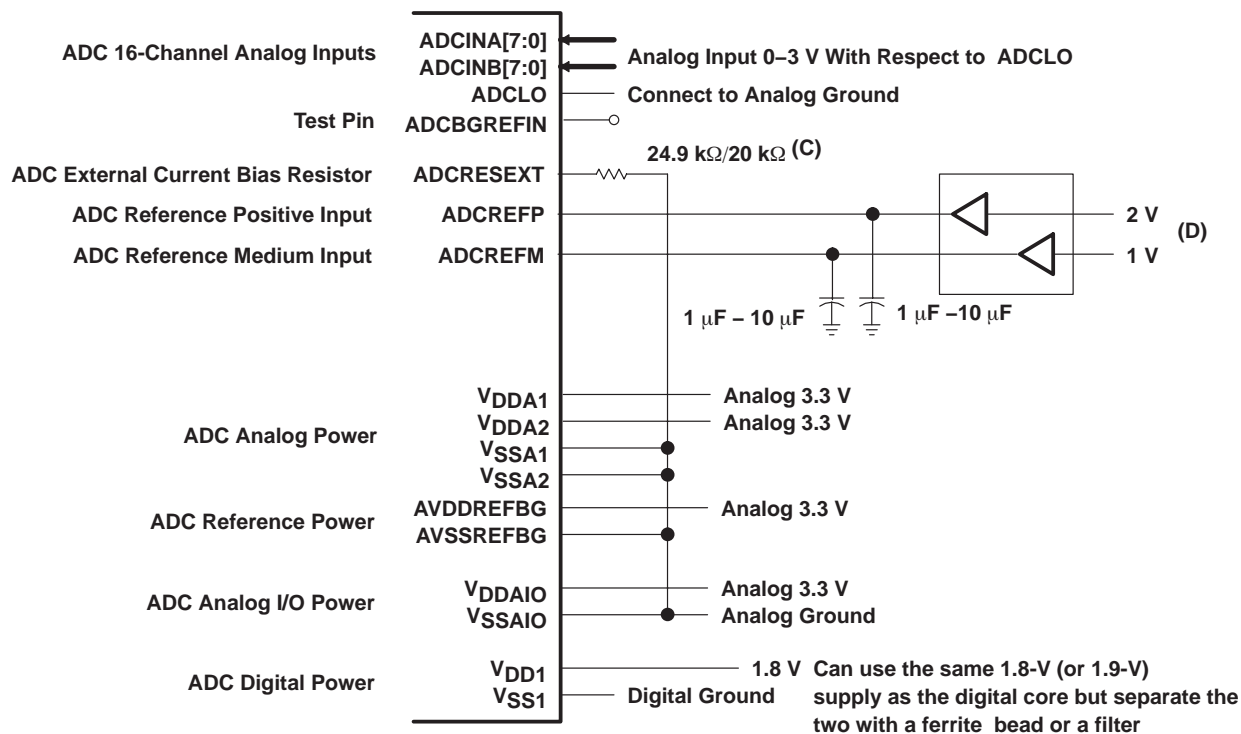 ADC 16-Channel Analog Inputs
ADCINA[7:0]
ADCINB[7:0]
Analog Input 0–3 V With Respect to ADCLO
ADCLO
Connect to Analog Ground
Test Pin
ADCBGREFIN
24.9 kΩ/20 kΩ (C)
ADC External Current Bias Resistor
ADCRESEXT
ADC Reference Positive Input
ADCREFP
2 V
(D)
ADC Reference Medium Input
ADCREFM
1 V
1 μF – 10 μF
1 μF –10 μF
ADC Analog Power
VDDA1
Analog 3.3 V
VDDA2
Analog 3.3 V
VSSA1
VSSA2
ADC Reference Power
AVDDREFBG
Analog 3.3 V
AVSSREFBG
ADC Analog I/O Power
VDDAIO
Analog 3.3 V
VSSAIO
Analog Ground
ADC Digital Power
VDD1
1.8 V
Can use the same 1.8-V (or 1.9-V)
VSS1
Digital Ground
supply as the digital core but separate the
two with a ferrite bead or a filter